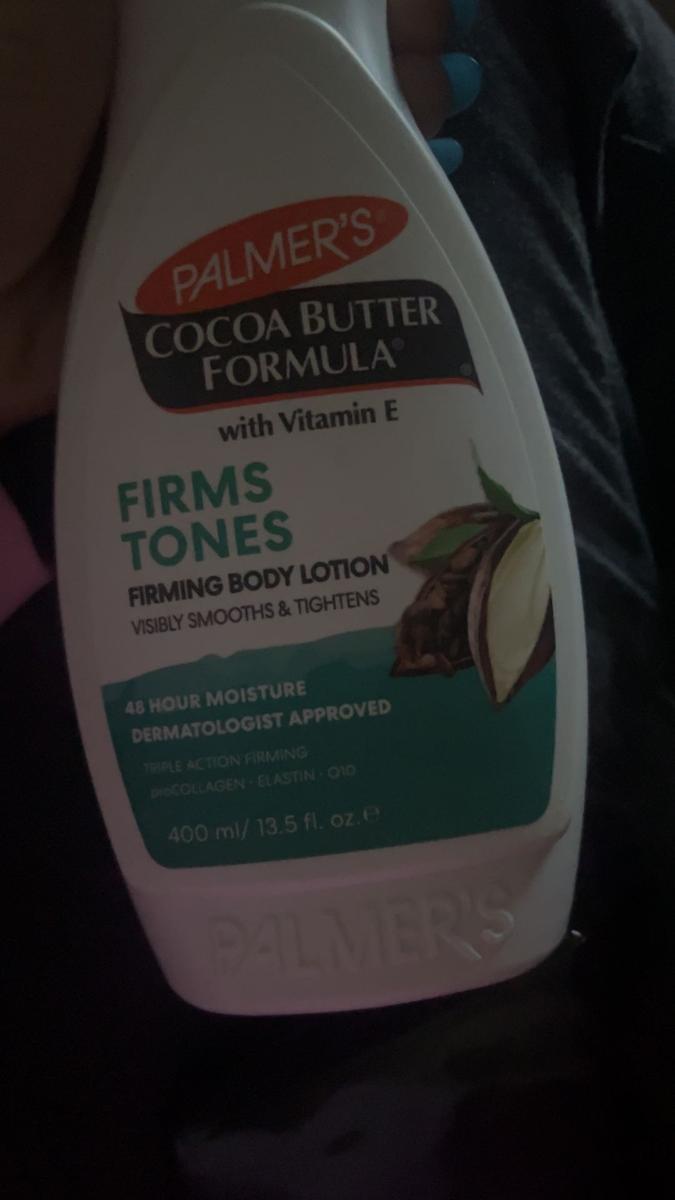 PALMER'S®
COCOA BUTTER
FORMULA®
with Vitamin E
FIRMS
TONES
FIRMING BODY LOTION
VISIBLY SMOOTHS & TIGHTENS
48 HOUR MOISTURE
DERMATOLOGIST APPROVED
TRIPLE ACTION FIRMING
proCOLLAGEN · ELASTIN · Q10
400 ml/ 13.5 fl. oz.℮
PALMER'S